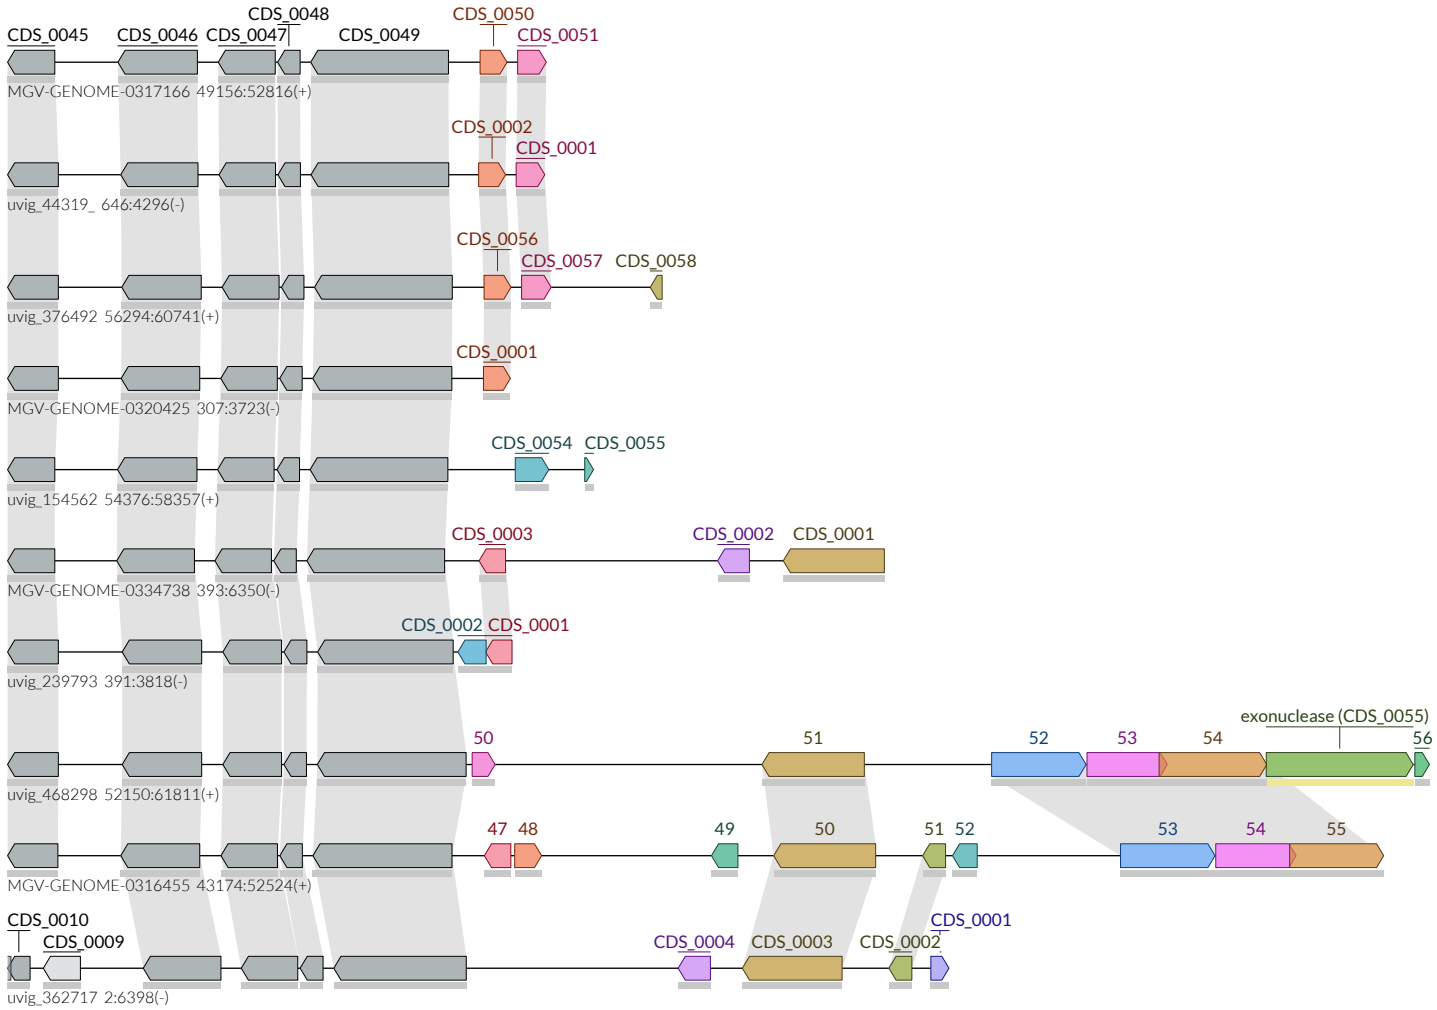 CDS_0048 CDS_0050
CDS_0045 CDS_0046 CDS_0047 CDS_0049 CDS_0051
MGV-GENOME-0317166 49156:52816(+)
CDS_0002
CDS_0001
uvig_44319_ 646:4296(-)
CDS_0056
CDS_0057 CDS_0058
uvig_376492 56294:60741(+)
CDS_0001
MGV-GENOME-0320425 307:3723(-)
CDS_0054 CDS_0055
uvig_154562 54376:58357(+)
CDS_0003 CDS_0002 CDS_0001
MGV-GENOME-0334738 393:6350(-)
CDS_0002 CDS_0001
uvig_239793 391:3818(-)
exonuclease (CDS_0055)
50 51 52 53 54 56
uvig_468298 52150:61811(+)
47 48 49 50 51 52 53 54 55
MGV-GENOME-0316455 43174:52524(+)
CDS_0010 CDS_0001
CDS_0009 CDS_0004 CDS_0003 CDS_0002
uvig_362717 2:6398(-)